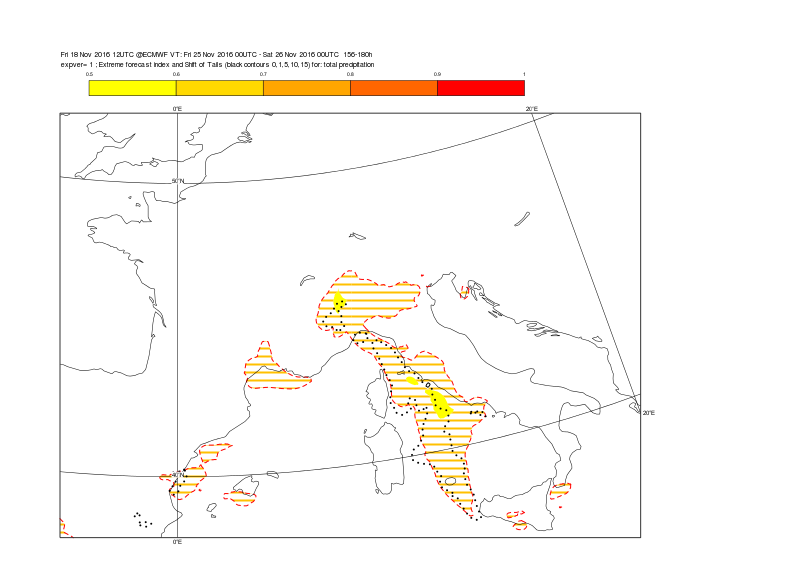 Fri 18 Nov 2016 12UTC @ECMWF VT: Fri 25 Nov 2016 00UTC - Sat 26 Nov 2016 00UTC 156-180h
expver= 1 ; Extreme forecast index and Shift of Tails (black contours 0,1,5,10,15) for: total precipitation
0.5 0.6 0.7 0.8 0.9 1
0°E 20°E
50°N
20°E
40°N
0°E